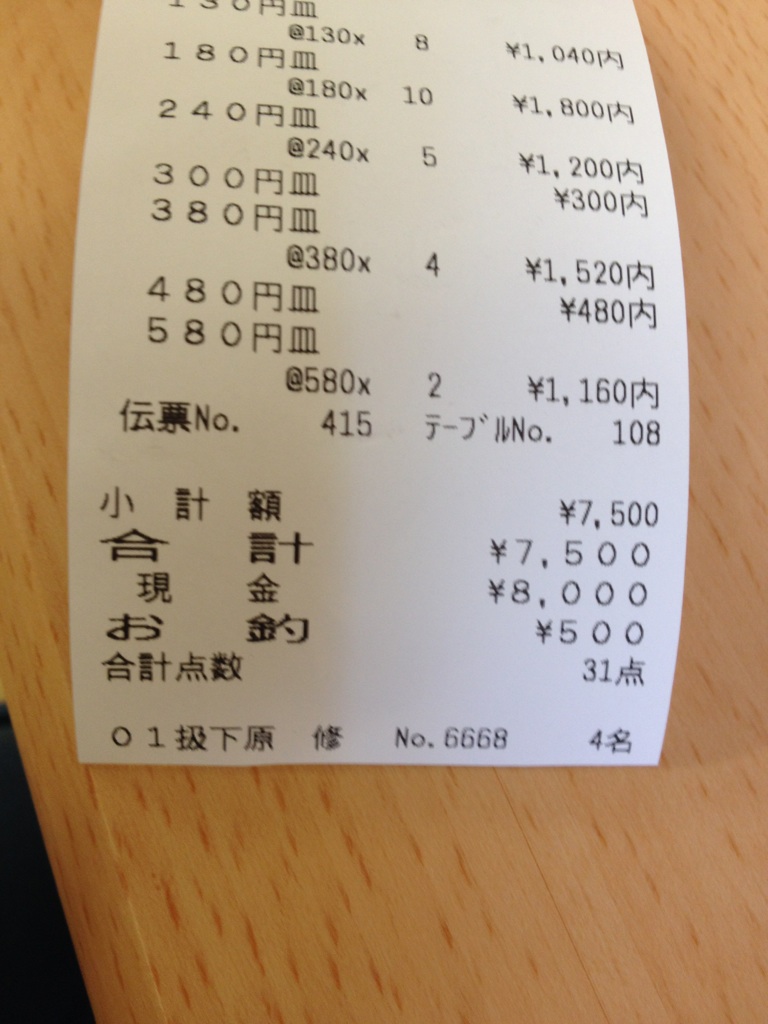 １３０円皿
@130x 8 ¥1,040内
１８０円皿
@180x 10 ¥1,800内
２４０円皿
@240x 5 ¥1,200内
３００円皿 ¥300内
３８０円皿
@380x 4 ¥1,520内
４８０円皿 ¥480内
５８０円皿
@580x 2 ¥1,160内
伝票No. 415 ﾃｰﾌﾞﾙNo. 108
小計額 ¥7,500
合計 ¥7,500
現金 ¥8,000
お釣 ¥500
合計点数 31点
０１扱下原 修 No.6668 4名